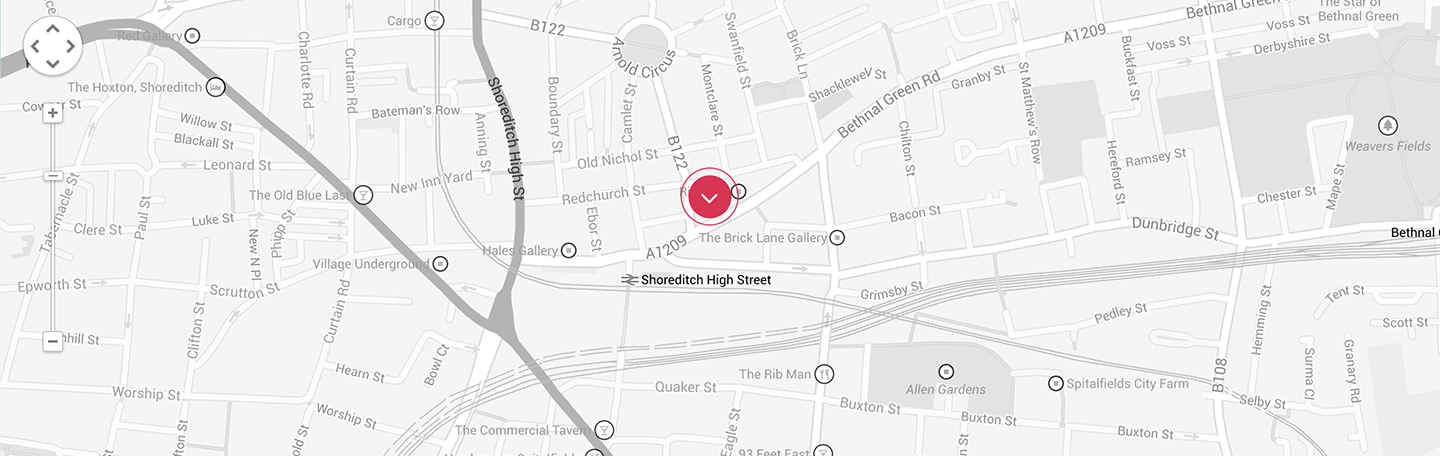 Cargo
B122
Bethnal Green
The Star of
Bethnal Green
Voss St
Red Gallery
Charlotte Rd
Curtain Rd
Arnold Circus
Swanfield St
Brick Ln
A1209
Voss St
Derbyshire St
Buckfast St
The Hoxton, Shoreditch
Shoreditch High St
Boundary St
Camlet St
Montclare St
Shacklewell St
Granby St
St Matthew's Row
Bateman's Row
Willow St
Blackall St
Anning St
Bethnal Green Rd
Chilton St
Weavers Fields
Leonard St
Old Nichol St
B122
Hereford St
Ramsey St
The Old Blue Last
New Inn Yard
Redchurch St
Chester St
Mape St
Tabernacle St
Paul St
Luke St
Clere St
Phipp St
New N Pl
Ebor St
Bacon St
Dunbridge St
Bethnal
Hales Gallery
A1209
The Brick Lane Gallery
Village Underground
Shoreditch High Street
Epworth St
Scrutton St
Grimsby St
Tent St
Clifton St
Curtain Rd
Pedley St
Hemming St
Scott St
Hearn St
Bowl Ct
Surma Cl
Granary Rd
The Rib Man
Allen Gardens
Spitalfields City Farm
B108
Worship St
Quaker St
Selby St
Worship St
Buxton St
Buxton St
Buxton St
The Commercial Tavern
Eagle St
93 Feet East